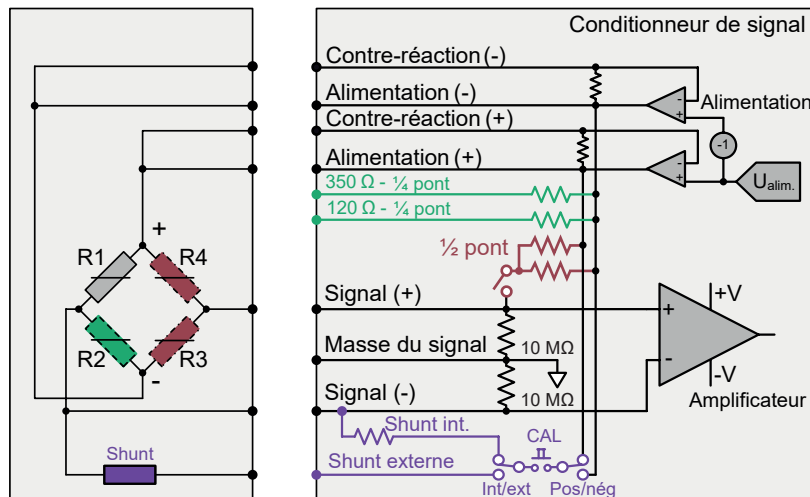 Conditionneur de signal
Contre-réaction (-)
Alimentation (-)
Alimentation
Contre-réaction (+)
-
+
-1
Alimentation (+)
-
+
Ualim.
350 Ω - ¼ pont
120 Ω - ¼ pont
+
R1
R4
½ pont
Signal (+)
+V
+
R2
R3
10 MΩ
Masse du signal
-
-
-V
Signal (-)
10 MΩ
Amplificateur
Shunt int.
CAL
Shunt
Shunt externe
Int/ext
Pos/nég